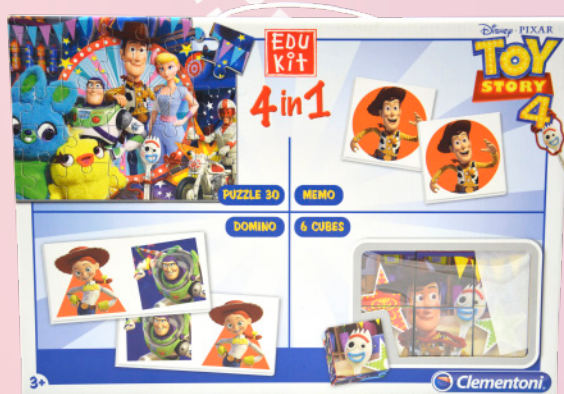 EDU
KIT
4 in 1
Disney · PIXAR
TOY
STORY
4
PUZZLE 30
MEMO
DOMINO
6 CUBES
3+
Clementoni